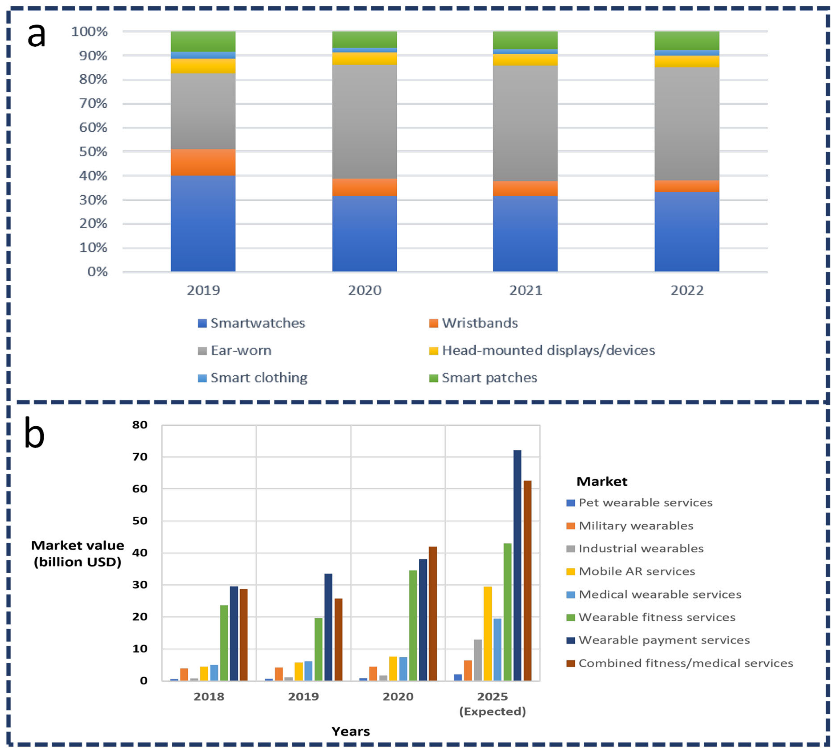 a
100%
90%
80%
70%
60%
50%
40%
30%
20%
10%
0%
2019 2020 2021 2022
Smartwatches Wristbands
Ear-worn Head-mounted displays/devices
Smart clothing Smart patches
b
80
70
60
50
40
30
20
10
0
Market value
(billion USD)
2018 2019 2020 2025
(Expected)
Years
Market
Pet wearable services
Military wearables
Industrial wearables
Mobile AR services
Medical wearable services
Wearable fitness services
Wearable payment services
Combined fitness/medical services